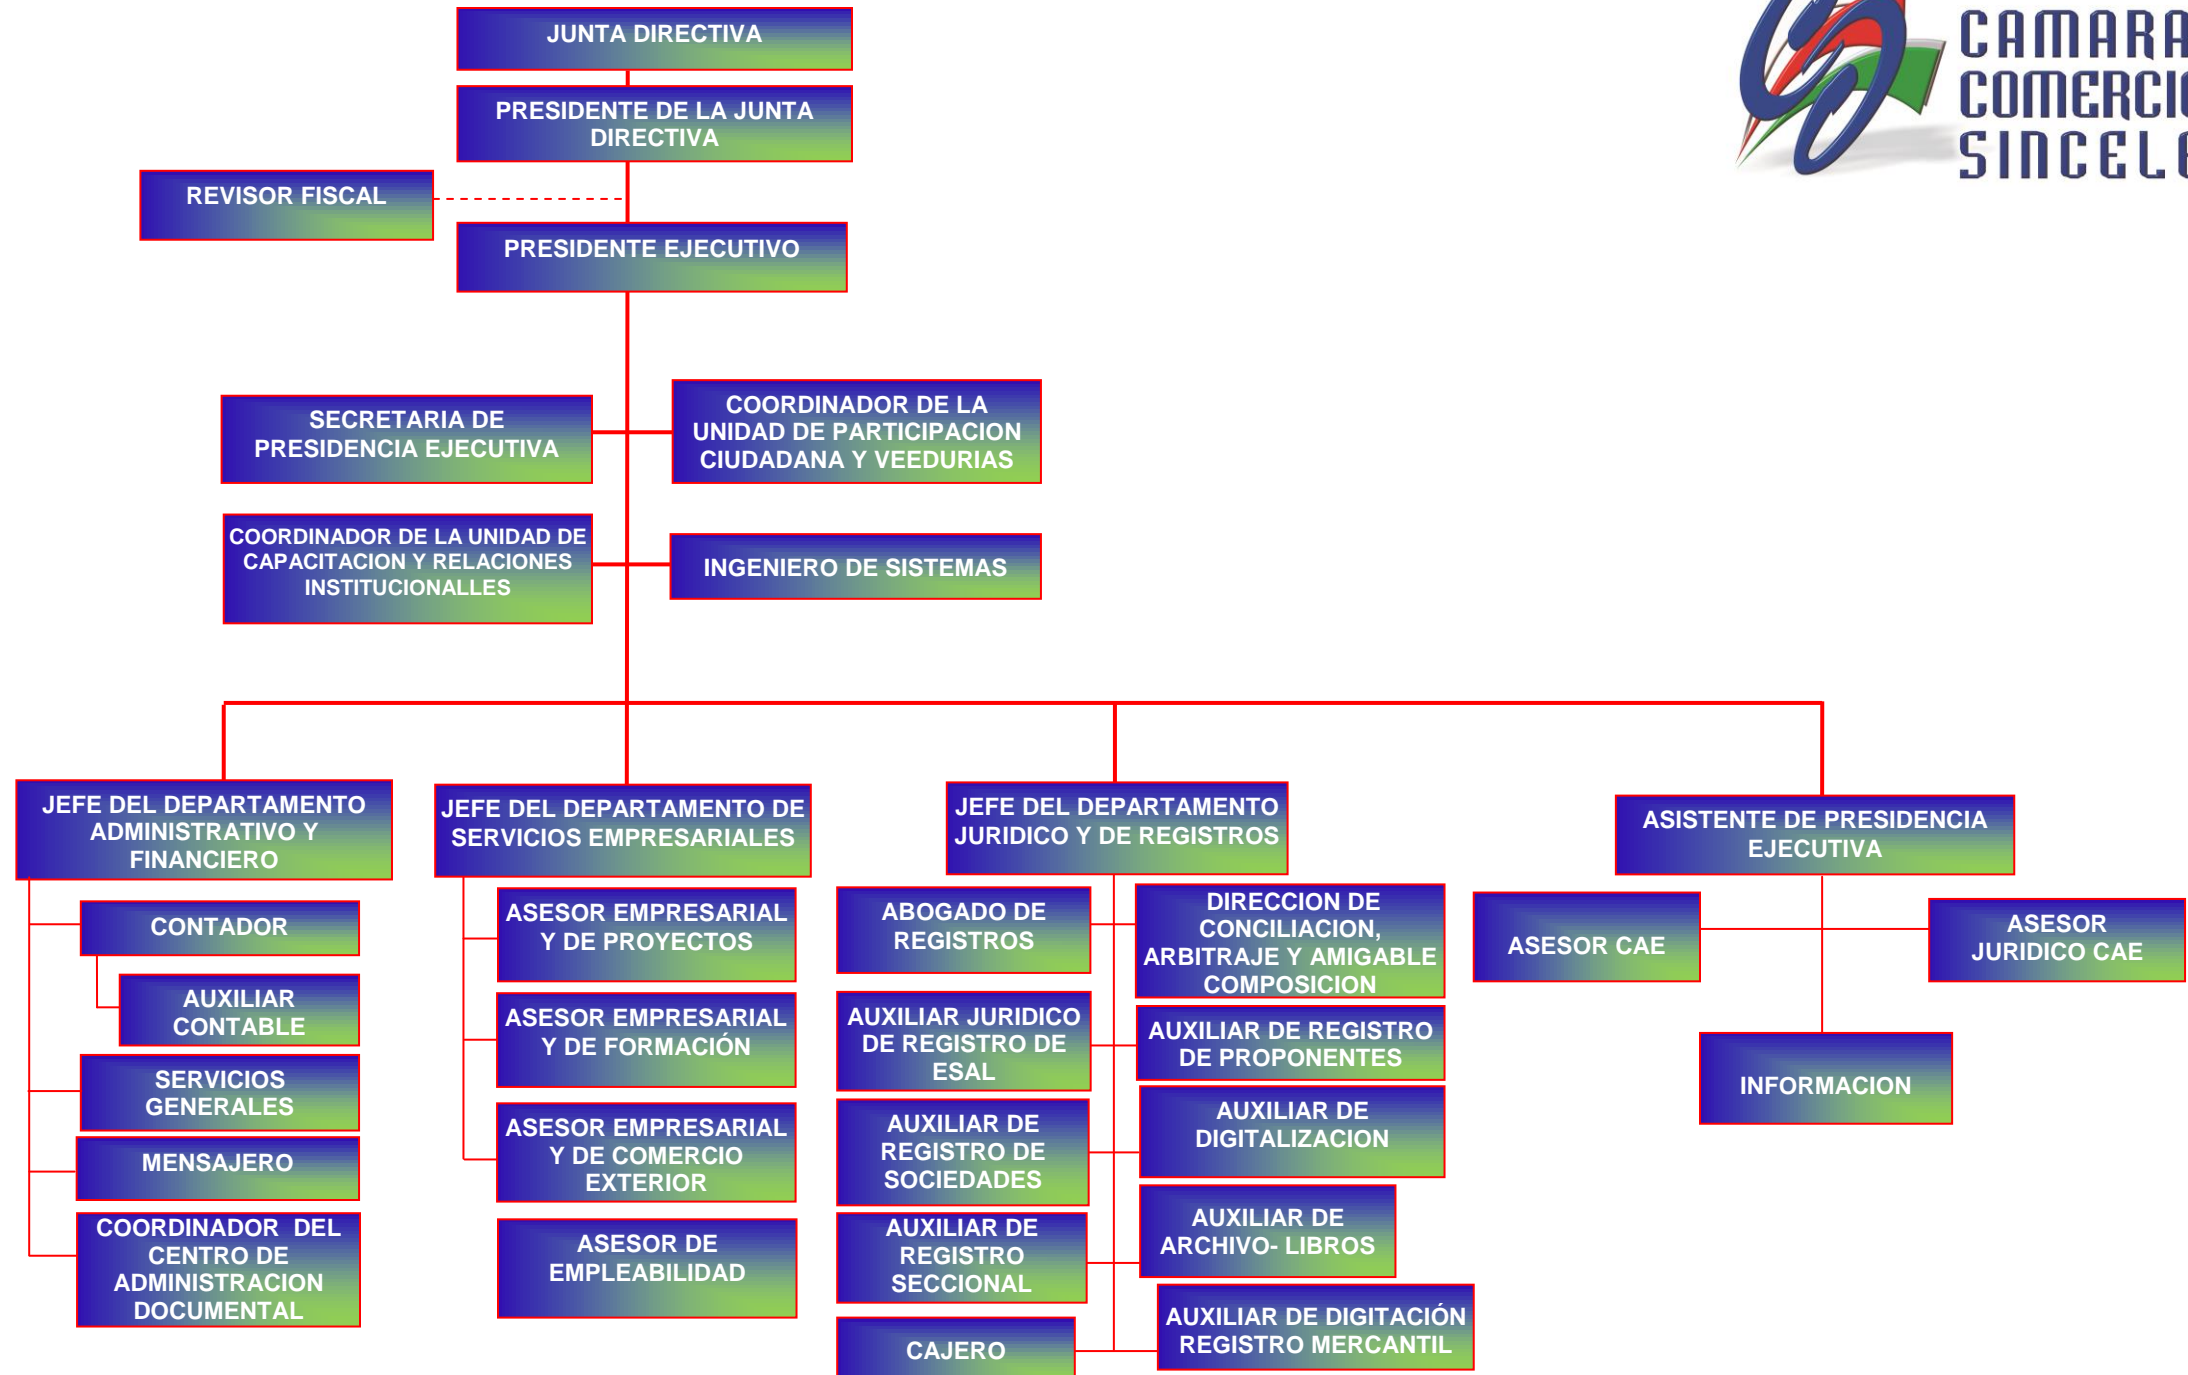 JUNTA DIRECTIVA
CAMARA
COMERCI
SINCELE
PRESIDENTE DE LA JUNTA
DIRECTIVA
REVISOR FISCAL
PRESIDENTE EJECUTIVO
SECRETARIA DE
PRESIDENCIA EJECUTIVA
COORDINADOR DE LA
UNIDAD DE PARTICIPACION
CIUDADANA Y VEEDURIAS
COORDINADOR DE LA UNIDAD DE
CAPACITACION Y RELACIONES
INSTITUCIONALLES
INGENIERO DE SISTEMAS
JEFE DEL DEPARTAMENTO
ADMINISTRATIVO Y
FINANCIERO
JEFE DEL DEPARTAMENTO DE
SERVICIOS EMPRESARIALES
JEFE DEL DEPARTAMENTO
JURIDICO Y DE REGISTROS
ASISTENTE DE PRESIDENCIA
EJECUTIVA
CONTADOR
AUXILIAR
CONTABLE
SERVICIOS
GENERALES
MENSAJERO
COORDINADOR DEL
CENTRO DE
ADMINISTRACION
DOCUMENTAL
ASESOR EMPRESARIAL
Y DE PROYECTOS
ASESOR EMPRESARIAL
Y DE FORMACIÓN
ASESOR EMPRESARIAL
Y DE COMERCIO
EXTERIOR
ASESOR DE
EMPLEABILIDAD
ABOGADO DE
REGISTROS
DIRECCION DE
CONCILIACION,
ARBITRAJE Y AMIGABLE
COMPOSICION
AUXILIAR JURIDICO
DE REGISTRO DE
ESAL
AUXILIAR DE REGISTRO
DE PROPONENTES
AUXILIAR DE
REGISTRO DE
SOCIEDADES
AUXILIAR DE
DIGITALIZACION
AUXILIAR DE
REGISTRO
SECCIONAL
AUXILIAR DE
ARCHIVO- LIBROS
CAJERO
AUXILIAR DE DIGITACIÓN
REGISTRO MERCANTIL
ASESOR CAE
ASESOR
JURIDICO CAE
INFORMACION